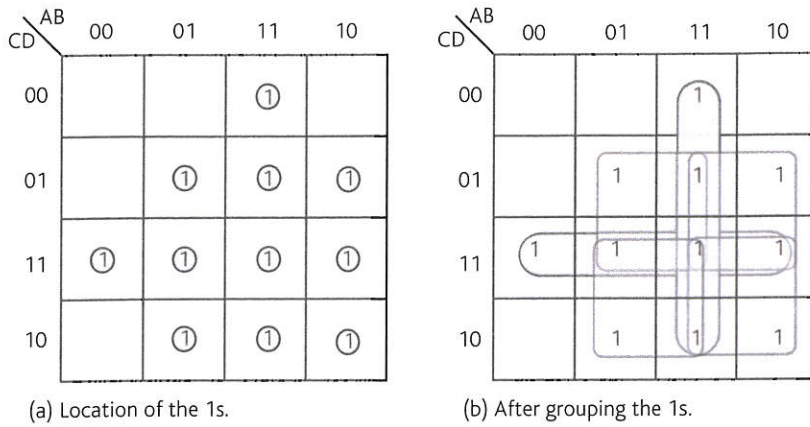 AB AB
CD 00 01 11 10 CD 00 01 11 10
00 1 00 1
01 1 1 1 01 1 1 1
11 1 1 1 1 11 1 1 1 1
10 1 1 1 10 1 1 1
(a) Location of the 1s. (b) After grouping the 1s.